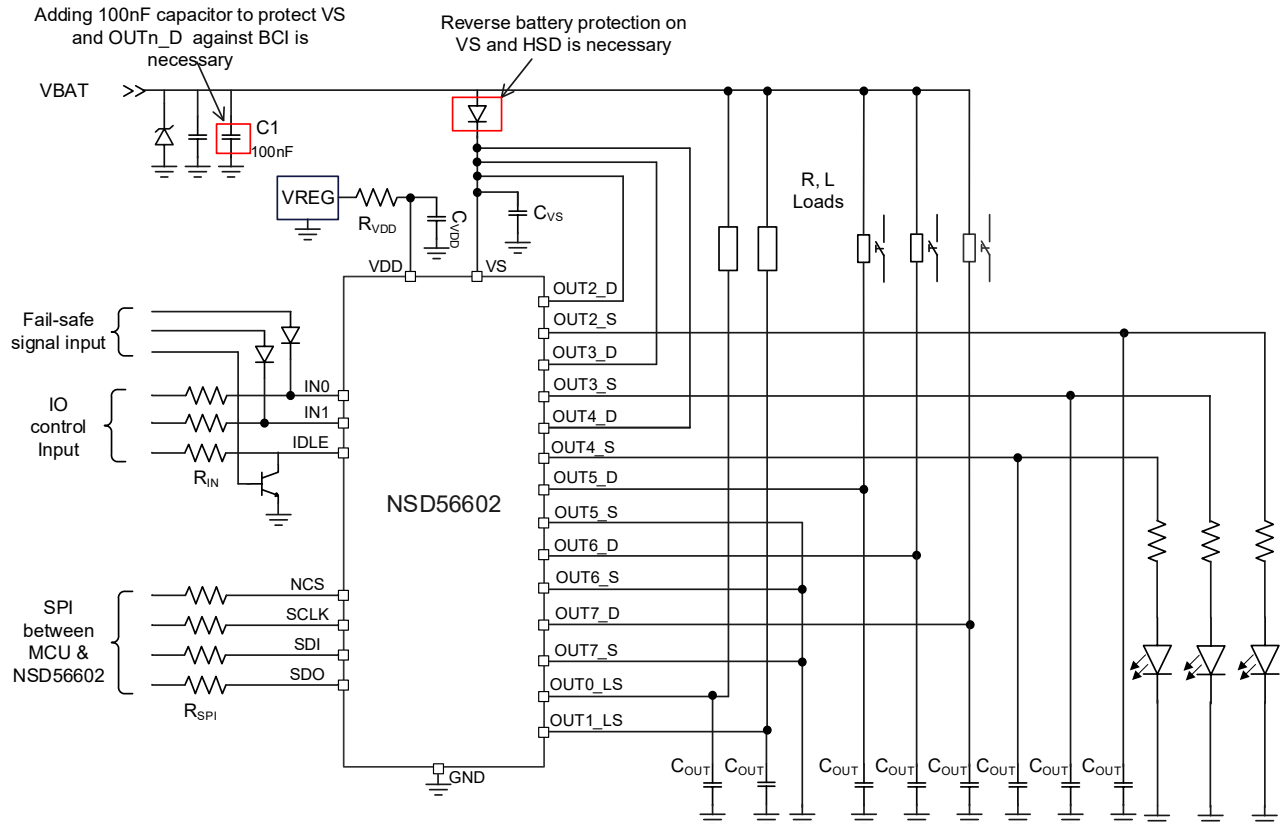 Adding 100nF capacitor to protect VS
and OUTn_D against BCI is
necessary
Reverse battery protection on
VS and HSD is necessary
VBAT
C1
100nF
VREG
RVDD
CVDD
CVS
R, L
Loads
VDD
VS
Fail-safe
signal input
IO
control
Input
IN0
IN1
IDLE
RIN
NSD56602
OUT2_D
OUT2_S
OUT3_D
OUT3_S
OUT4_D
OUT4_S
OUT5_D
OUT5_S
OUT6_D
OUT6_S
OUT7_D
OUT7_S
OUT0_LS
OUT1_LS
SPI
between
MCU &
NSD56602
NCS
SCLK
SDI
SDO
RSPI
GND
COUT
COUT
COUT
COUT
COUT
COUT
COUT
COUT